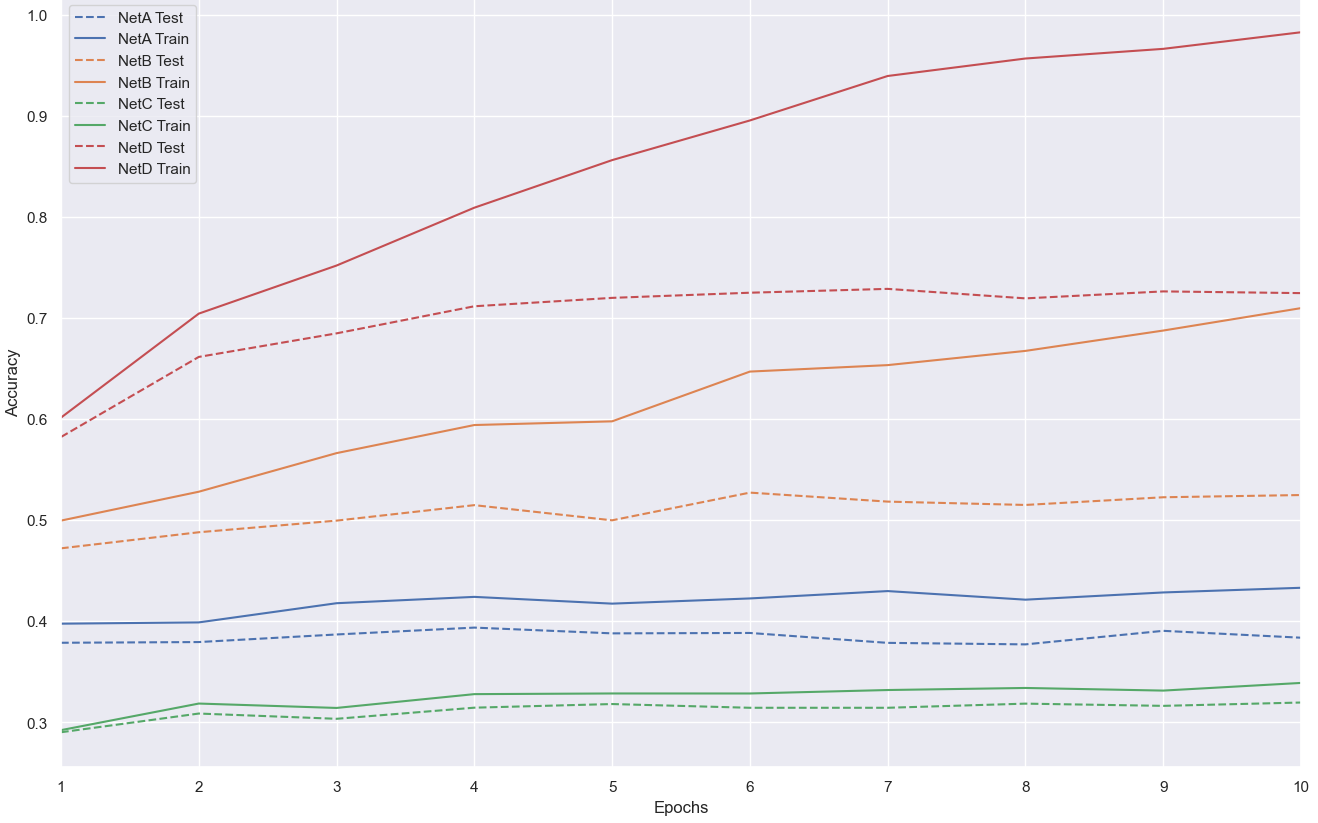 1.0
0.9
0.8
0.7
0.6
0.5
0.4
0.3
Accuracy
NetA Test
NetA Train
NetB Test
NetB Train
NetC Test
NetC Train
NetD Test
NetD Train
1 2 3 4 5 6 7 8 9 10
Epochs